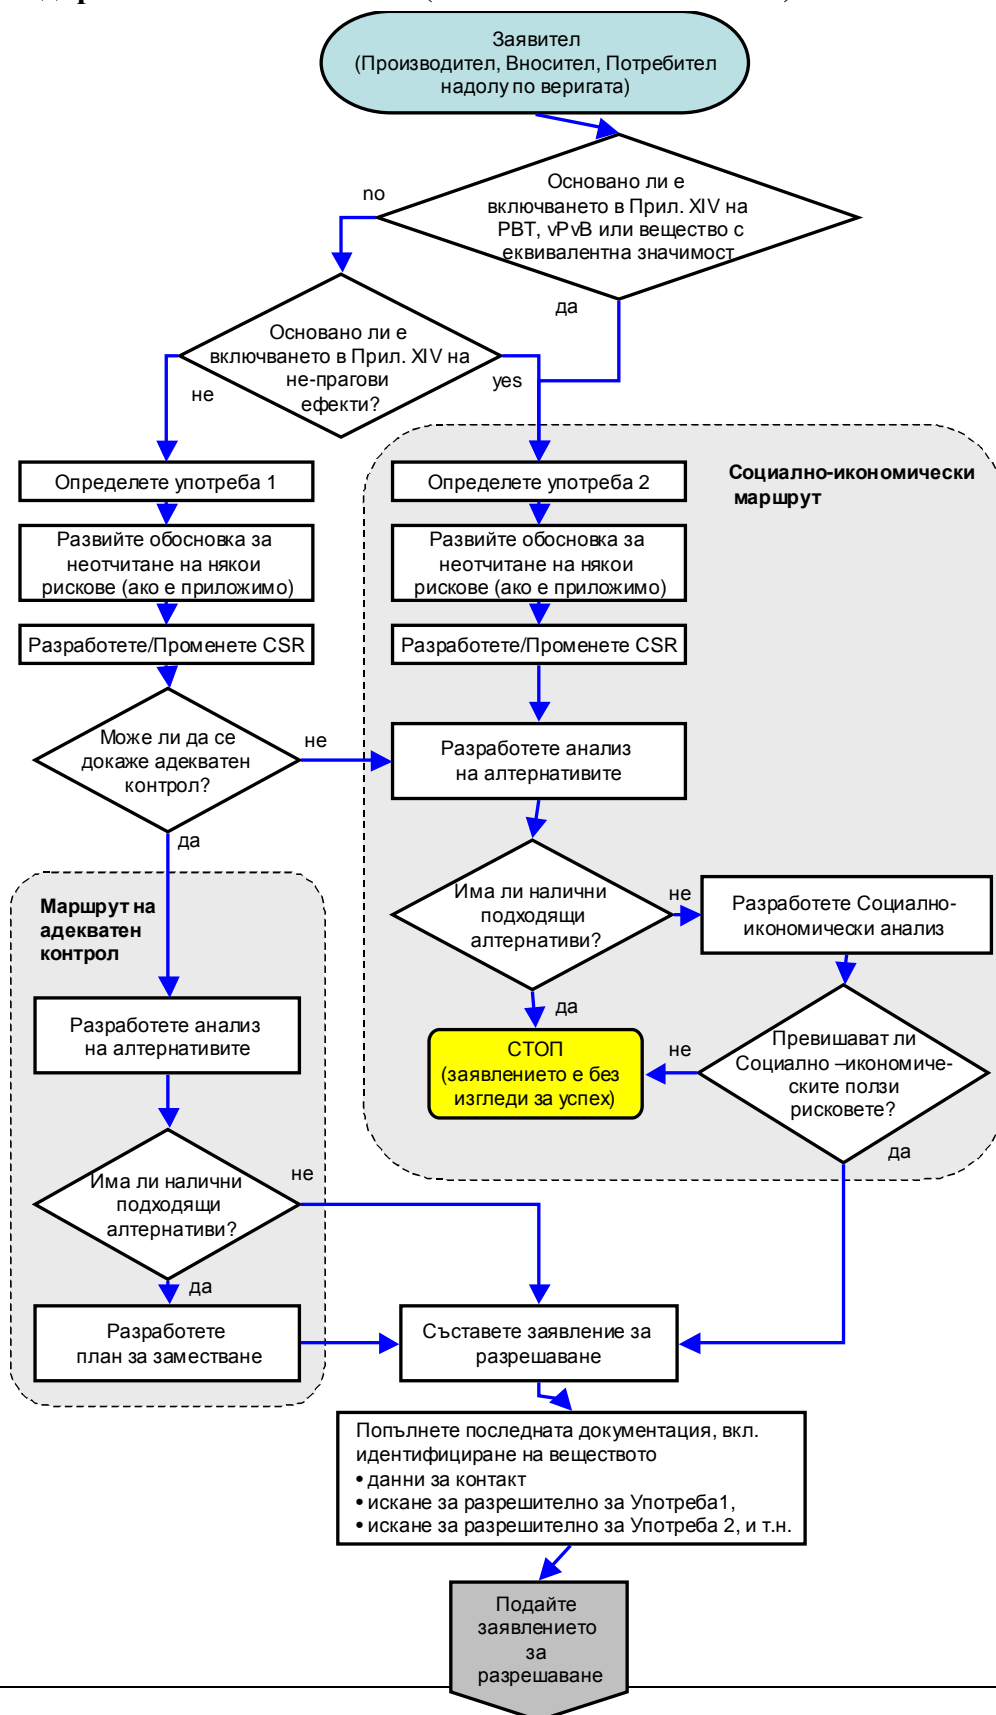 Заявител
(Производител, Вносител, Потребител
надолу по веригата)
Основано ли е
включването в Прил. XIV на
PBT, vPvB или вещество с
еквивалентна значимост
no
да
Основано ли е
включването в Прил. XIV на
не-прагови
ефекти?
не
yes
Социално-икономически
маршрут
Определете употреба 1
Определете употреба 2
Развийте обосновка за
неотчитане на някои
рискове (ако е приложимо)
Развийте обосновка за
неотчитане на някои
рискове (ако е приложимо)
Разработете/Променете CSR
Разработете/Променете CSR
Може ли да се
докаже адекватен
контрол?
не
да
Разработете анализ
на алтернативите
Има ли налични
подходящи
алтернативи?
не
да
Разработете Социално-
икономически анализ
Маршрут на
адекватен
контрол
Разработете анализ
на алтернативите
СТОП
(заявлението е без
изгледи за успех)
не
Превишават ли
Социално –икономиче-
ските ползи
рисковете?
да
Има ли налични
подходящи
алтернативи?
не
да
Разработете
план за заместване
Съставете заявление за
разрешаване
Попълнете последната документация, вкл.
идентифициране на веществото
• данни за контакт
• искане за разрешително за Употреба1,
• искане за разрешително за Употреба 2, и т.н.
Подайте
заявлението
за
разрешаване